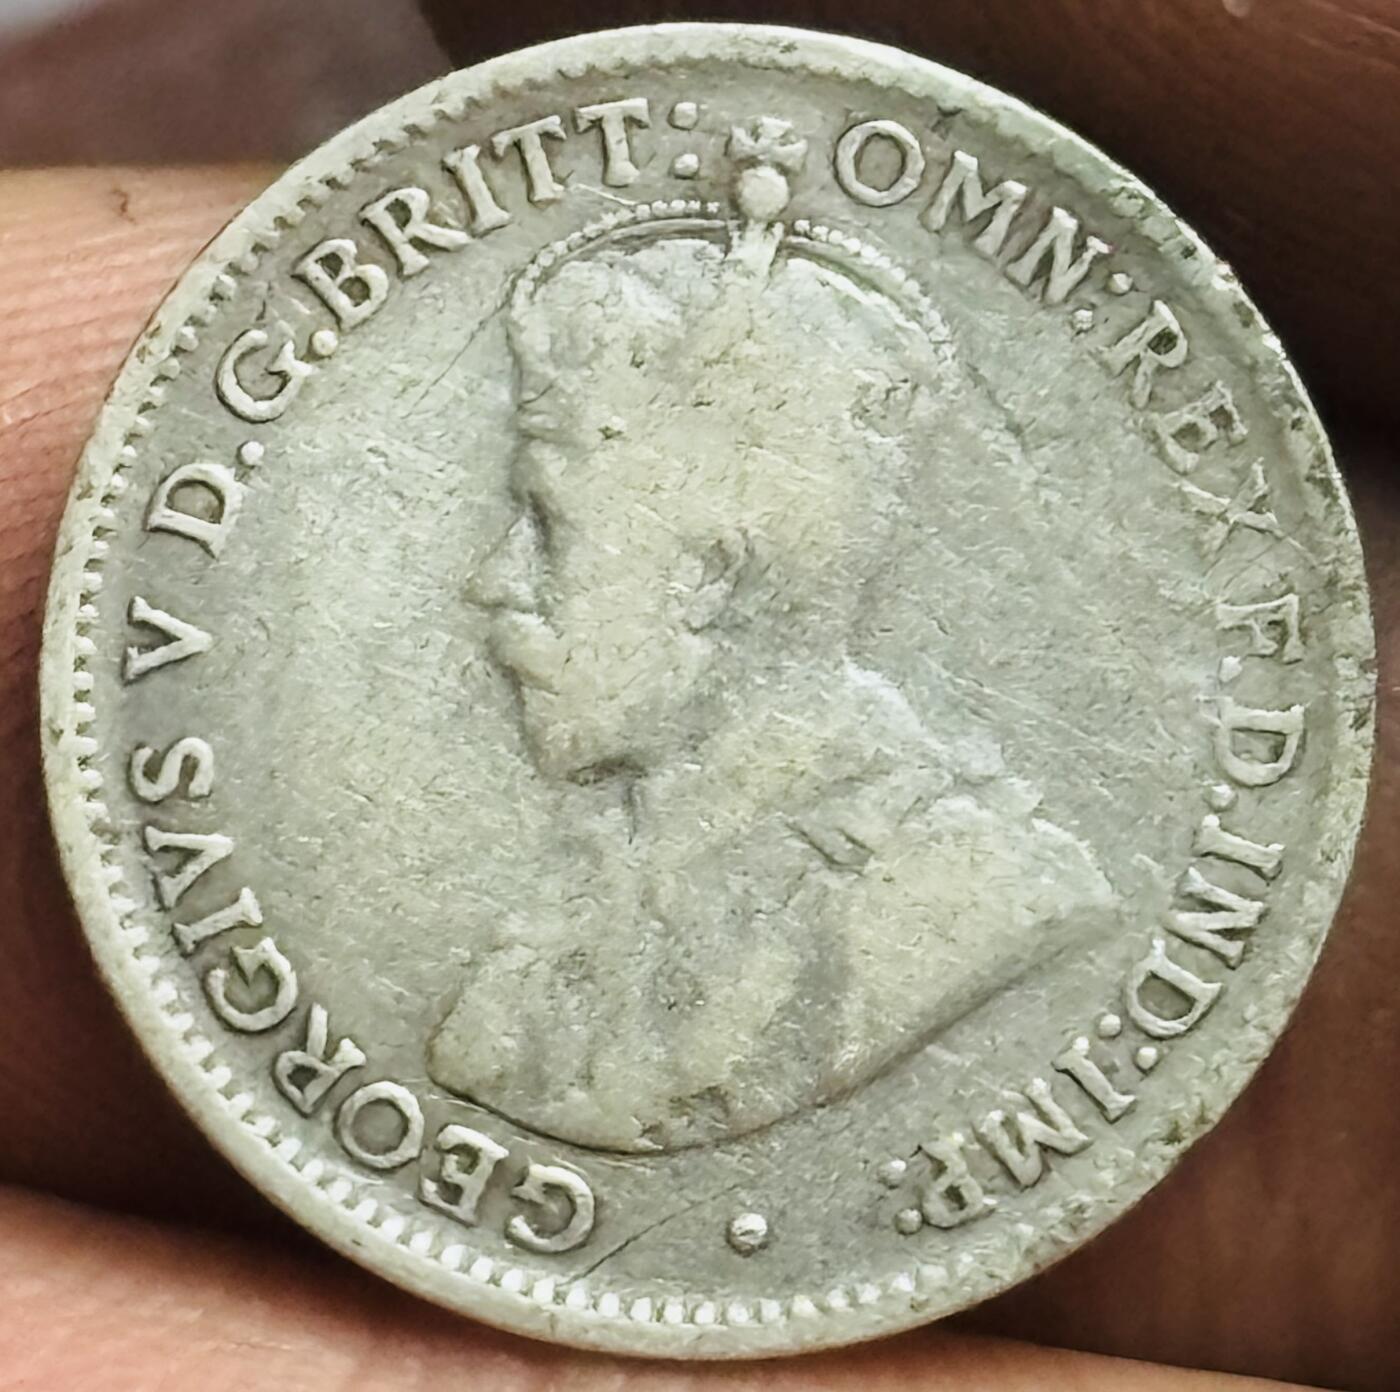 GEORGIVS V D.G.BRITT: OMN: REX F.D.IND:IMP: